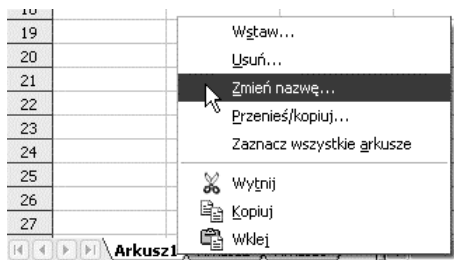 18
19
20
21
22
23
24
25
26
27
Wstaw...
Usuń...
Zmień nazwę...
Przenieś/kopiuj...
Zaznacz wszystkie arkusze
Wytnij
Kopiuj
Wklej
Arkusz1